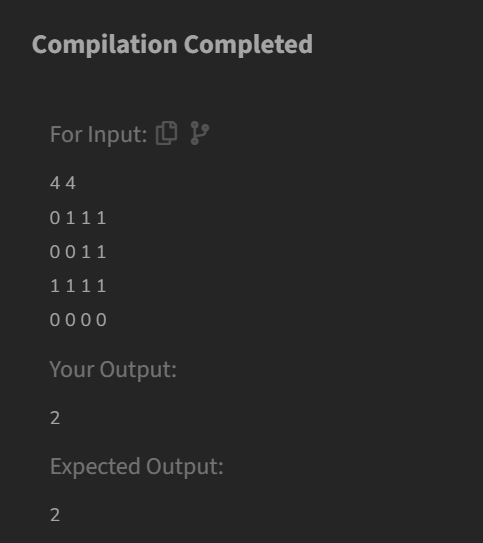 Compilation Completed
For Input:
4 4
0 1 1 1
0 0 1 1
1 1 1 1
0 0 0 0
Your Output:
2
Expected Output:
2